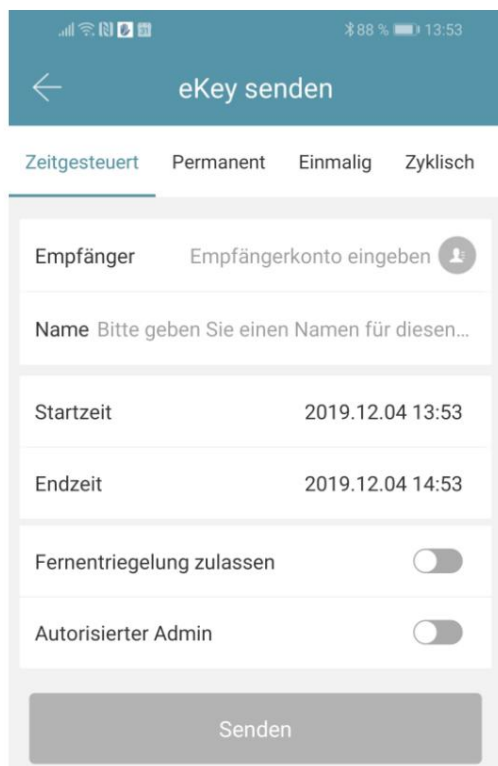 88 % 13:53
eKey senden
Zeitgesteuert Permanent Einmalig Zyklisch
Empfänger Empfängerkonto eingeben
Name Bitte geben Sie einen Namen für diesen...
Startzeit 2019.12.04 13:53
Endzeit 2019.12.04 14:53
Fernentriegelung zulassen
Autorisierter Admin
Senden